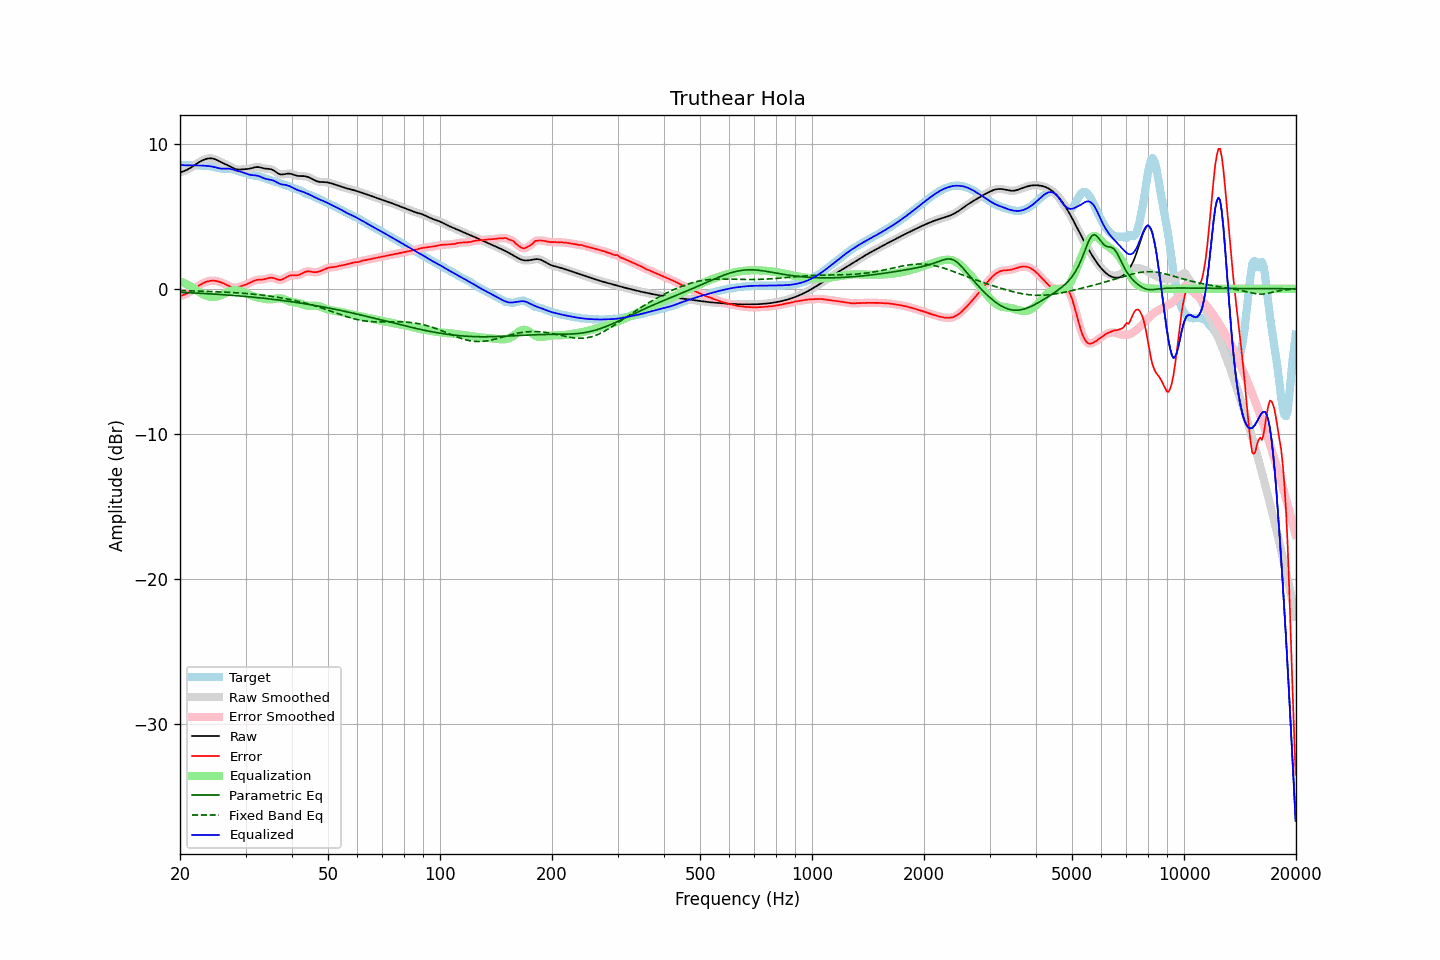 Truthear Hola
10
0
−10
−20
−30
Amplitude (dBr)
Target
Raw Smoothed
Error Smoothed
Raw
Error
Equalization
Parametric Eq
Fixed Band Eq
Equalized
20 50 100 200 500 1000 2000 5000 10000 20000
Frequency (Hz)